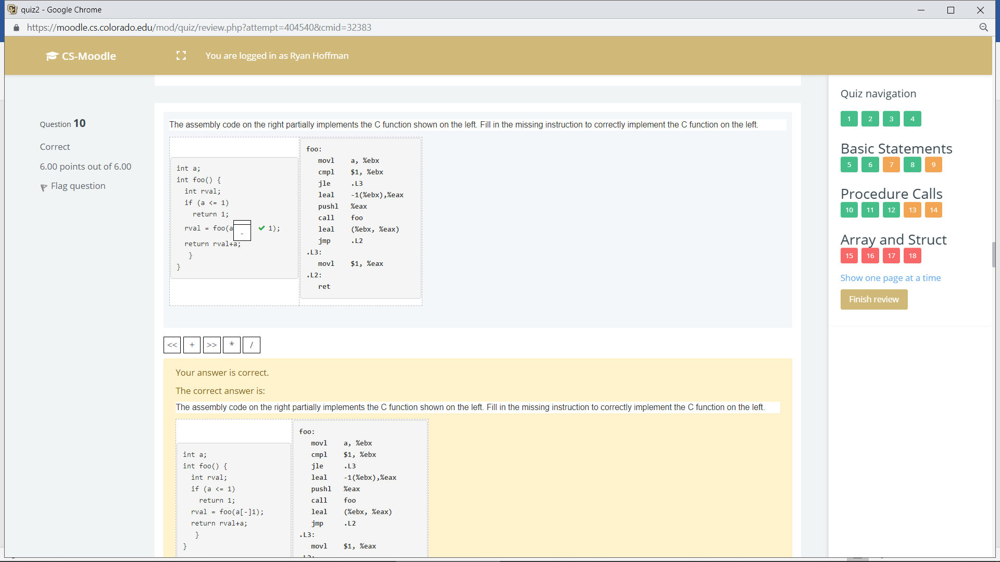 quiz2 - Google Chrome
https://moodle.cs.colorado.edu/mod/quiz/review.php?attempt=404540&cmid=32383
CS-Moodle
You are logged in as Ryan Hoffman
Question 10
Correct
6.00 points out of 6.00
Flag question
The assembly code on the right partially implements the C function shown on the left. Fill in the missing instruction to correctly implement the C function on the left.
int a;
int foo() {
int rval;
if (a <= 1)
return 1;
rval = foo(a - 1);
return rval+a;
}
}
foo:
movl a, %ebx
cmpl $1, %ebx
jle .L3
leal -1(%ebx),%eax
pushl %eax
call foo
leal (%ebx, %eax)
jmp .L2
.L3:
movl $1, %eax
.L2:
ret
<< + >> * /
Your answer is correct.
The correct answer is:
The assembly code on the right partially implements the C function shown on the left. Fill in the missing instruction to correctly implement the C function on the left.
int a;
int foo() {
int rval;
if (a <= 1)
return 1;
rval = foo(a[-]1);
return rval+a;
}
}
foo:
movl a, %ebx
cmpl $1, %ebx
jle .L3
leal -1(%ebx),%eax
pushl %eax
call foo
leal (%ebx, %eax)
jmp .L2
.L3:
movl $1, %eax
Quiz navigation
1 2 3 4
Basic Statements
5 6 7 8 9
Procedure Calls
10 11 12 13 14
Array and Struct
15 16 17 18
Show one page at a time
Finish review